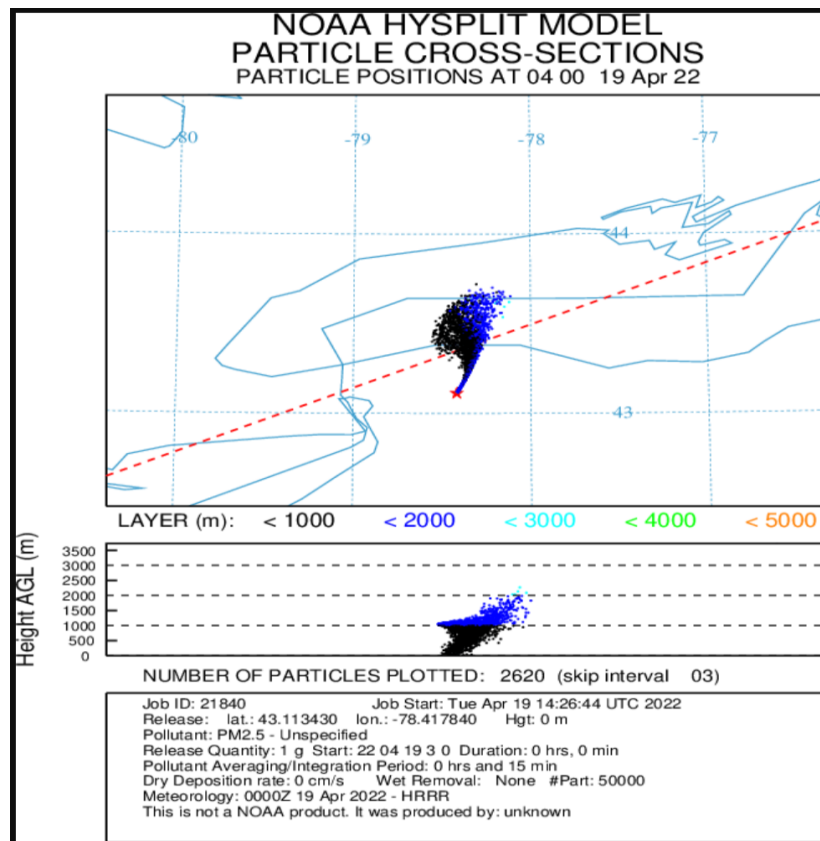 NOAA HYSPLIT MODEL
PARTICLE CROSS-SECTIONS
PARTICLE POSITIONS AT 04 00 19 Apr 22
-80 -79 -78 -77
44
43
LAYER (m): < 1000 < 2000 < 3000 < 4000 < 5000
Height AGL (m)
3500
3000
2500
2000
1500
1000
500
0
NUMBER OF PARTICLES PLOTTED: 2620 (skip interval 03)
Job ID: 21840 Job Start: Tue Apr 19 14:26:44 UTC 2022
Release: lat.: 43.113430 lon.: -78.417840 Hgt: 0 m
Pollutant: PM2.5 - Unspecified
Release Quantity: 1 g Start: 22 04 19 3 0 Duration: 0 hrs, 0 min
Pollutant Averaging/Integration Period: 0 hrs and 15 min
Dry Deposition rate: 0 cm/s Wet Removal: None #Part: 50000
Meteorology: 0000Z 19 Apr 2022 - HRRR
This is not a NOAA product. It was produced by: unknown